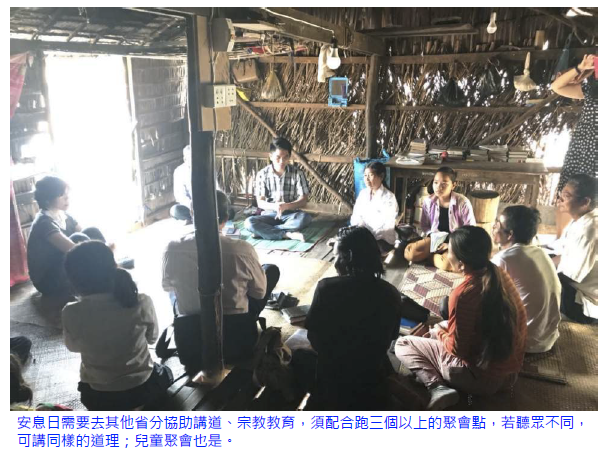 安息日需要去其他省分協助講道、宗教教育，須配合跑三個以上的聚會點，若聽眾不同，
可講同樣的道理；兒童聚會也是。